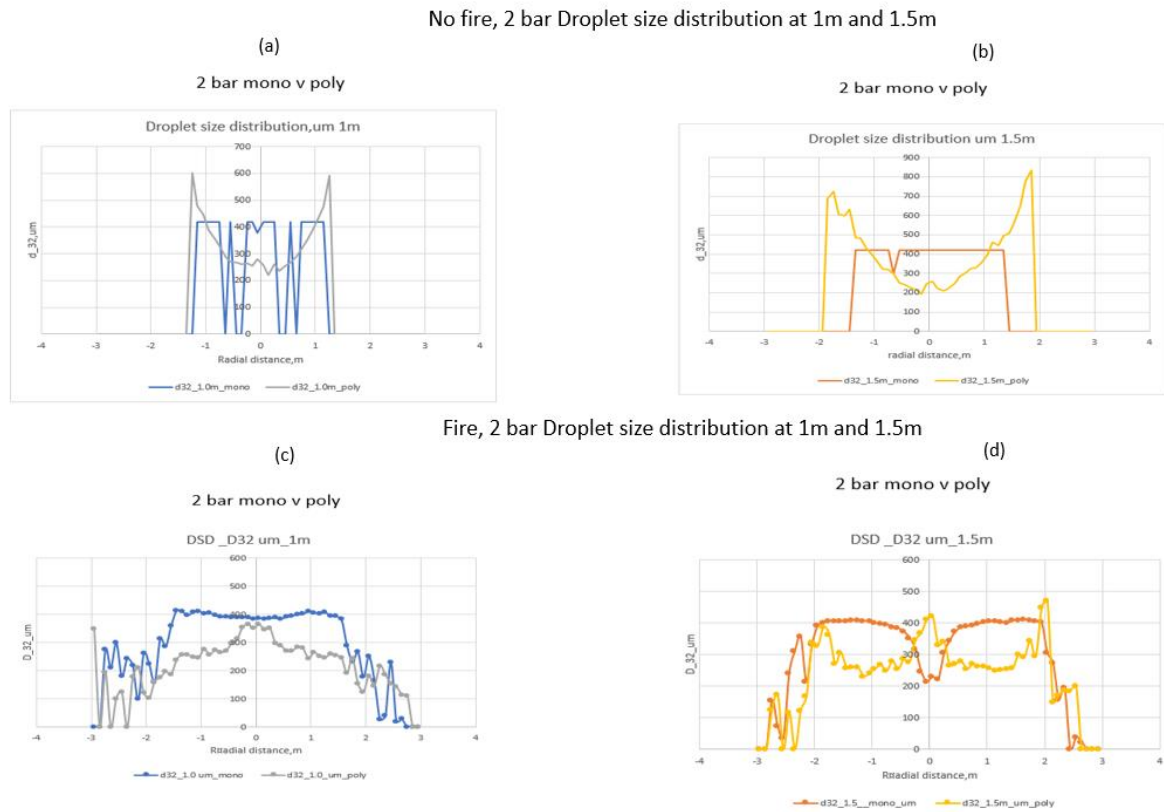 No fire, 2 bar Droplet size distribution at 1m and 1.5m
(a)
2 bar mono v poly
Droplet size distribution,um 1m
d_32,um
700
600
500
400
300
200
100
0
-4 -3 -2 -1 0 1 2 3 4
Radial distance,m
d32_1.0m_mono d32_1.0m_poly
(b)
2 bar mono v poly
Droplet size distribution um 1.5m
d_32,um
900
800
700
600
500
400
300
200
100
0
-4 -3 -2 -1 0 1 2 3 4
radial distance,m
d32_1.5m_mono d32_1.5m_poly
Fire, 2 bar Droplet size distribution at 1m and 1.5m
(c)
2 bar mono v poly
DSD _D32 um_1m
D_32_um
600
500
400
300
200
100
0
-4 -3 -2 -1 0 1 2 3 4
d32_1.0 um_mono d32_1.0_um_poly
(d)
2 bar mono v poly
DSD _D32 um_1.5m
D_32_um
600
500
400
300
200
100
0
-4 -3 -2 -1 0 1 2 3 4
d32_1.5__mono_um d32_1.5m_um_poly